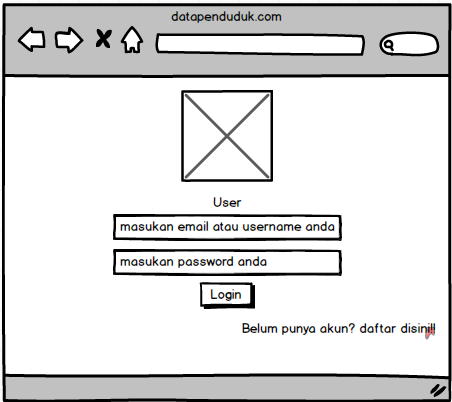 datapenduduk.com
User
masukan email atau username anda
masukan password anda
Login
Belum punya akun? daftar disini!!